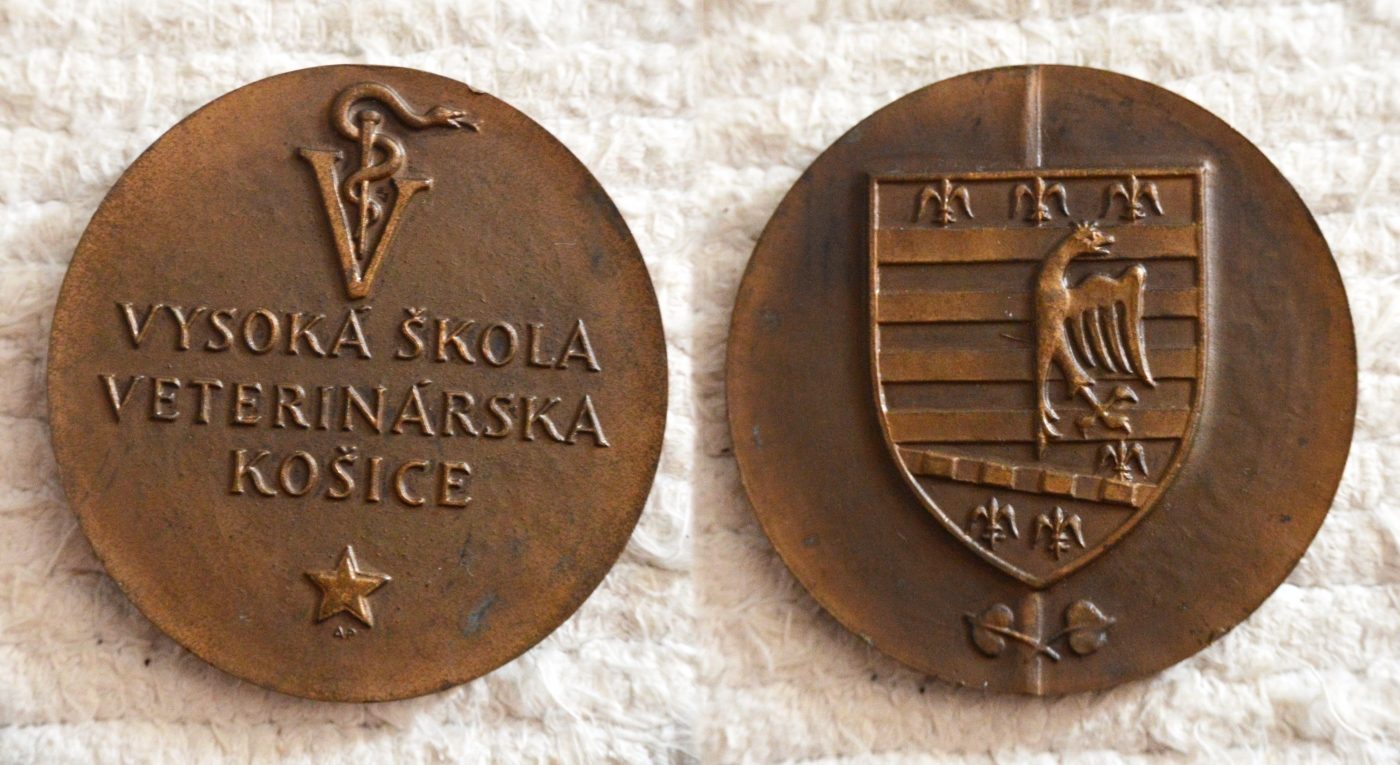 V
VYSOKÁ ŠKOLA
VETERINÁRSKA
KOŠICE
AP